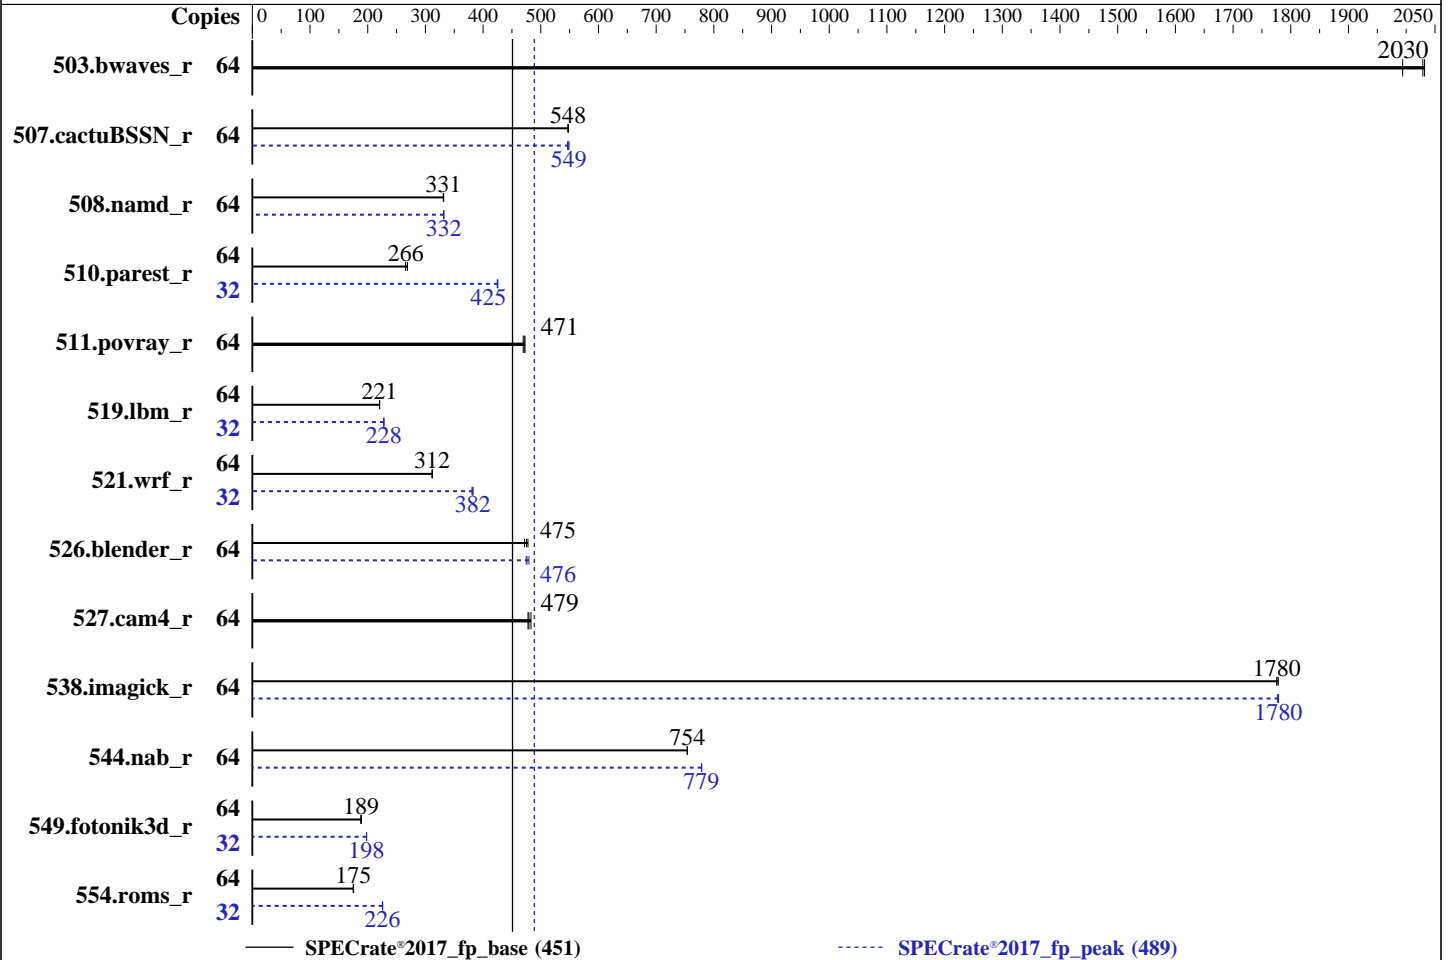 Copies 0 100 200 300 400 500 600 700 800 900 1000 1100 1200 1300 1400 1500 1600 1700 1800 1900 2050
503.bwaves_r 64 2030
507.cactuBSSN_r 64 548
549
508.namd_r 64 331
332
510.parest_r 64 266
32 425
511.povray_r 64 471
519.lbm_r 64 221
32 228
521.wrf_r 64 312
32 382
526.blender_r 64 475
476
527.cam4_r 64 479
538.imagick_r 64 1780
1780
544.nab_r 64 754
779
549.fotonik3d_r 64 189
32 198
554.roms_r 64 175
32 226
SPECrate®2017_fp_base (451) SPECrate®2017_fp_peak (489)